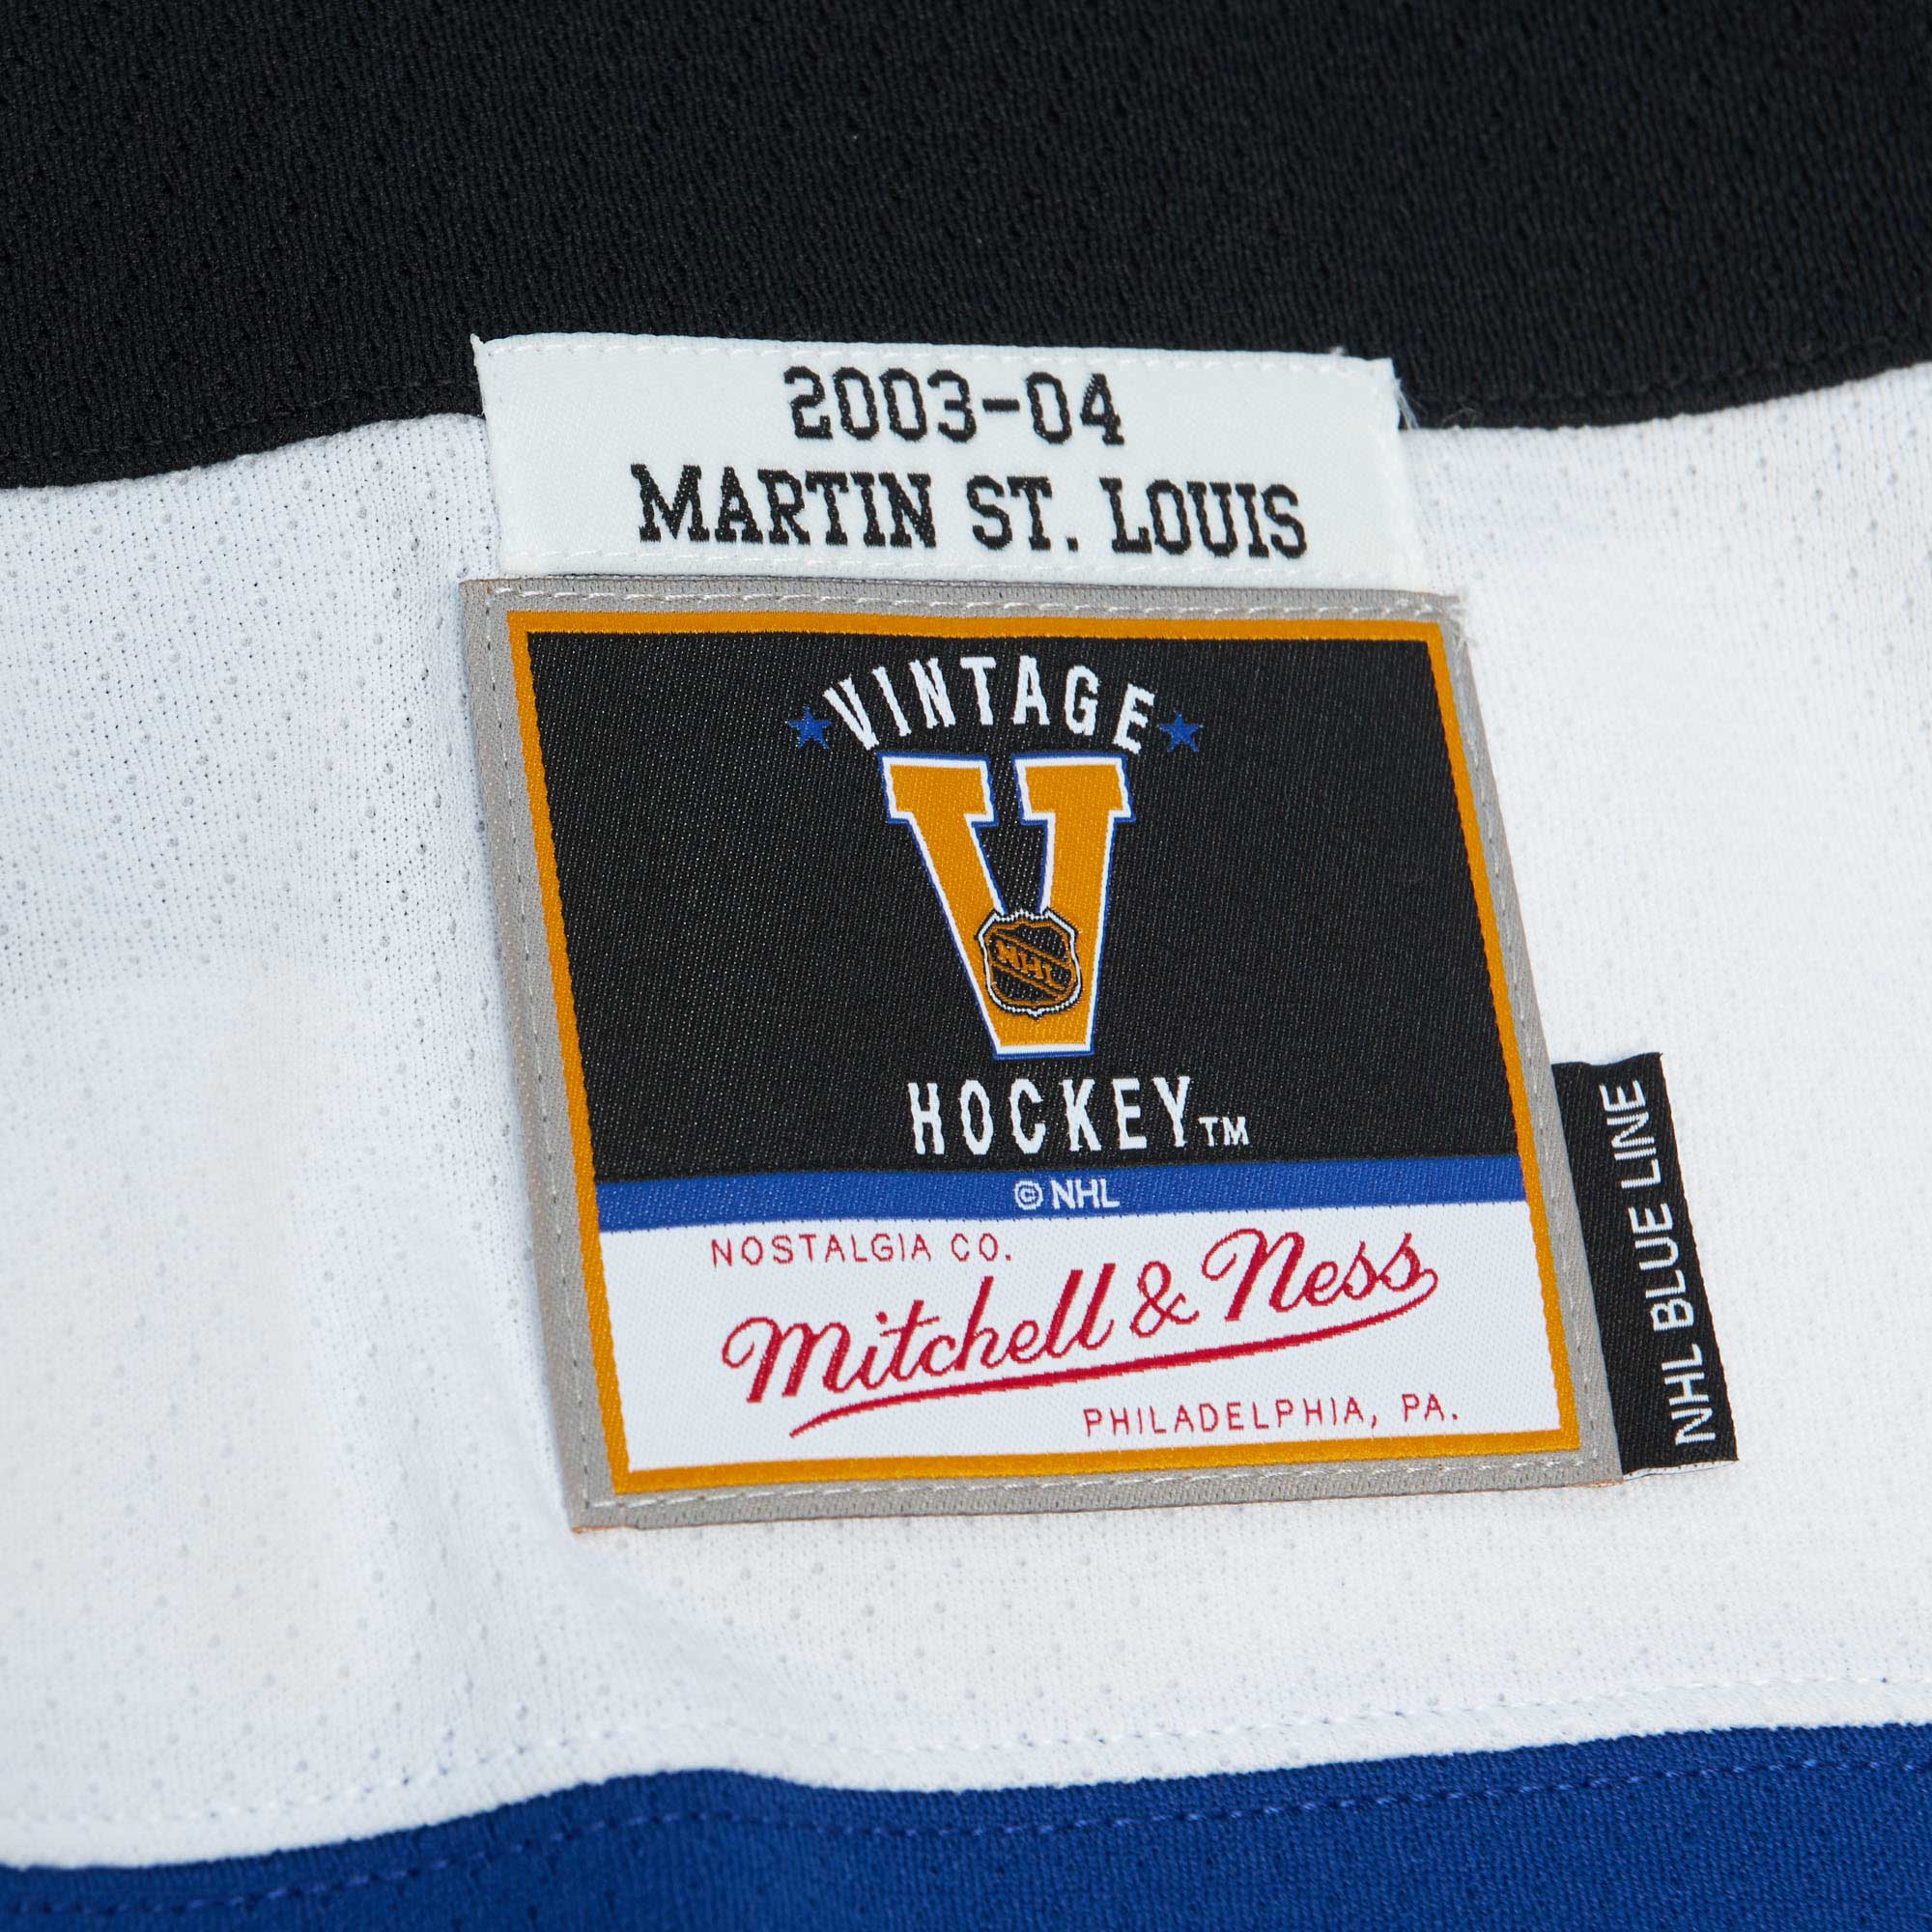 2003-04
MARTIN ST. LOUIS
VINTAGE
V
NHL
HOCKEY™
© NHL
NOSTALGIA CO.
Mitchell & Ness
PHILADELPHIA, PA.
NHL BLUE LINE